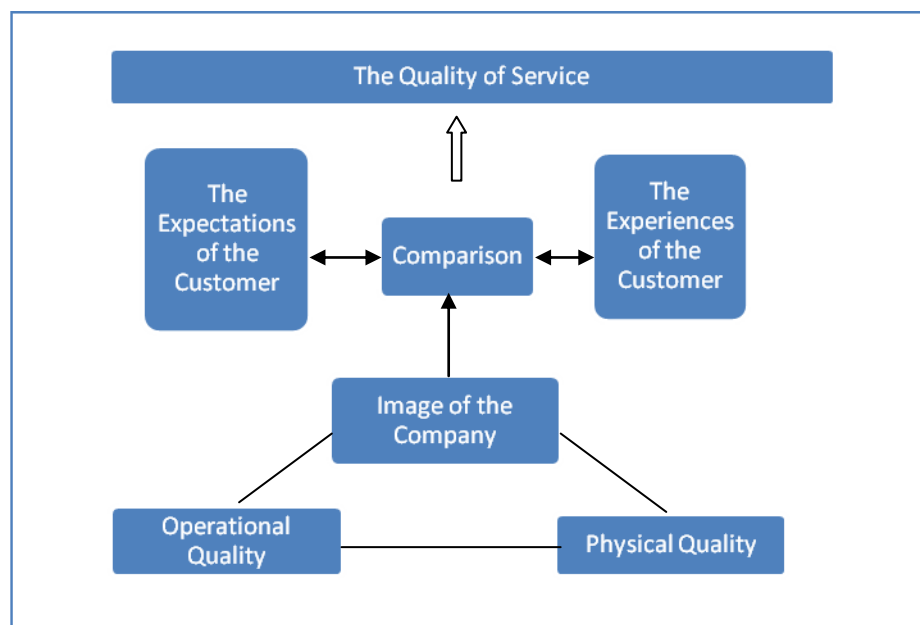 The Quality of Service
The
Expectations
of the
Customer
Comparison
The
Experiences
of the
Customer
Image of the
Company
Operational
Quality
Physical Quality